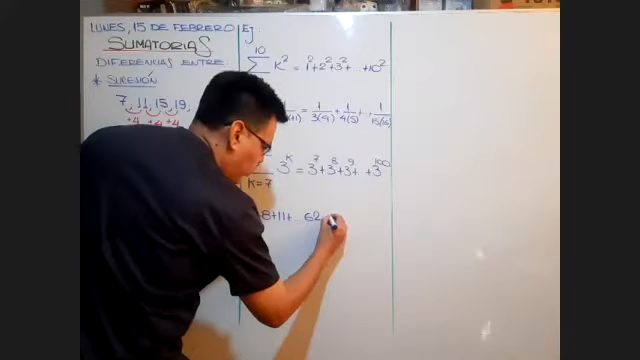 LUNES, 15 DE FEBRERO
SUMATORIAS
DIFERENCIAS ENTRE:
* SUCESIÓN
7, 11, 15, 19,
+4 +4 +4
EJ
10
∑ K² = 1²+2²+3²+...+10²
= 1/3(4) + 1/4(5) + ... 1/15(16)
3^K = 3^7+3^8+3^9+...+3^100
K=7
8+11+...62